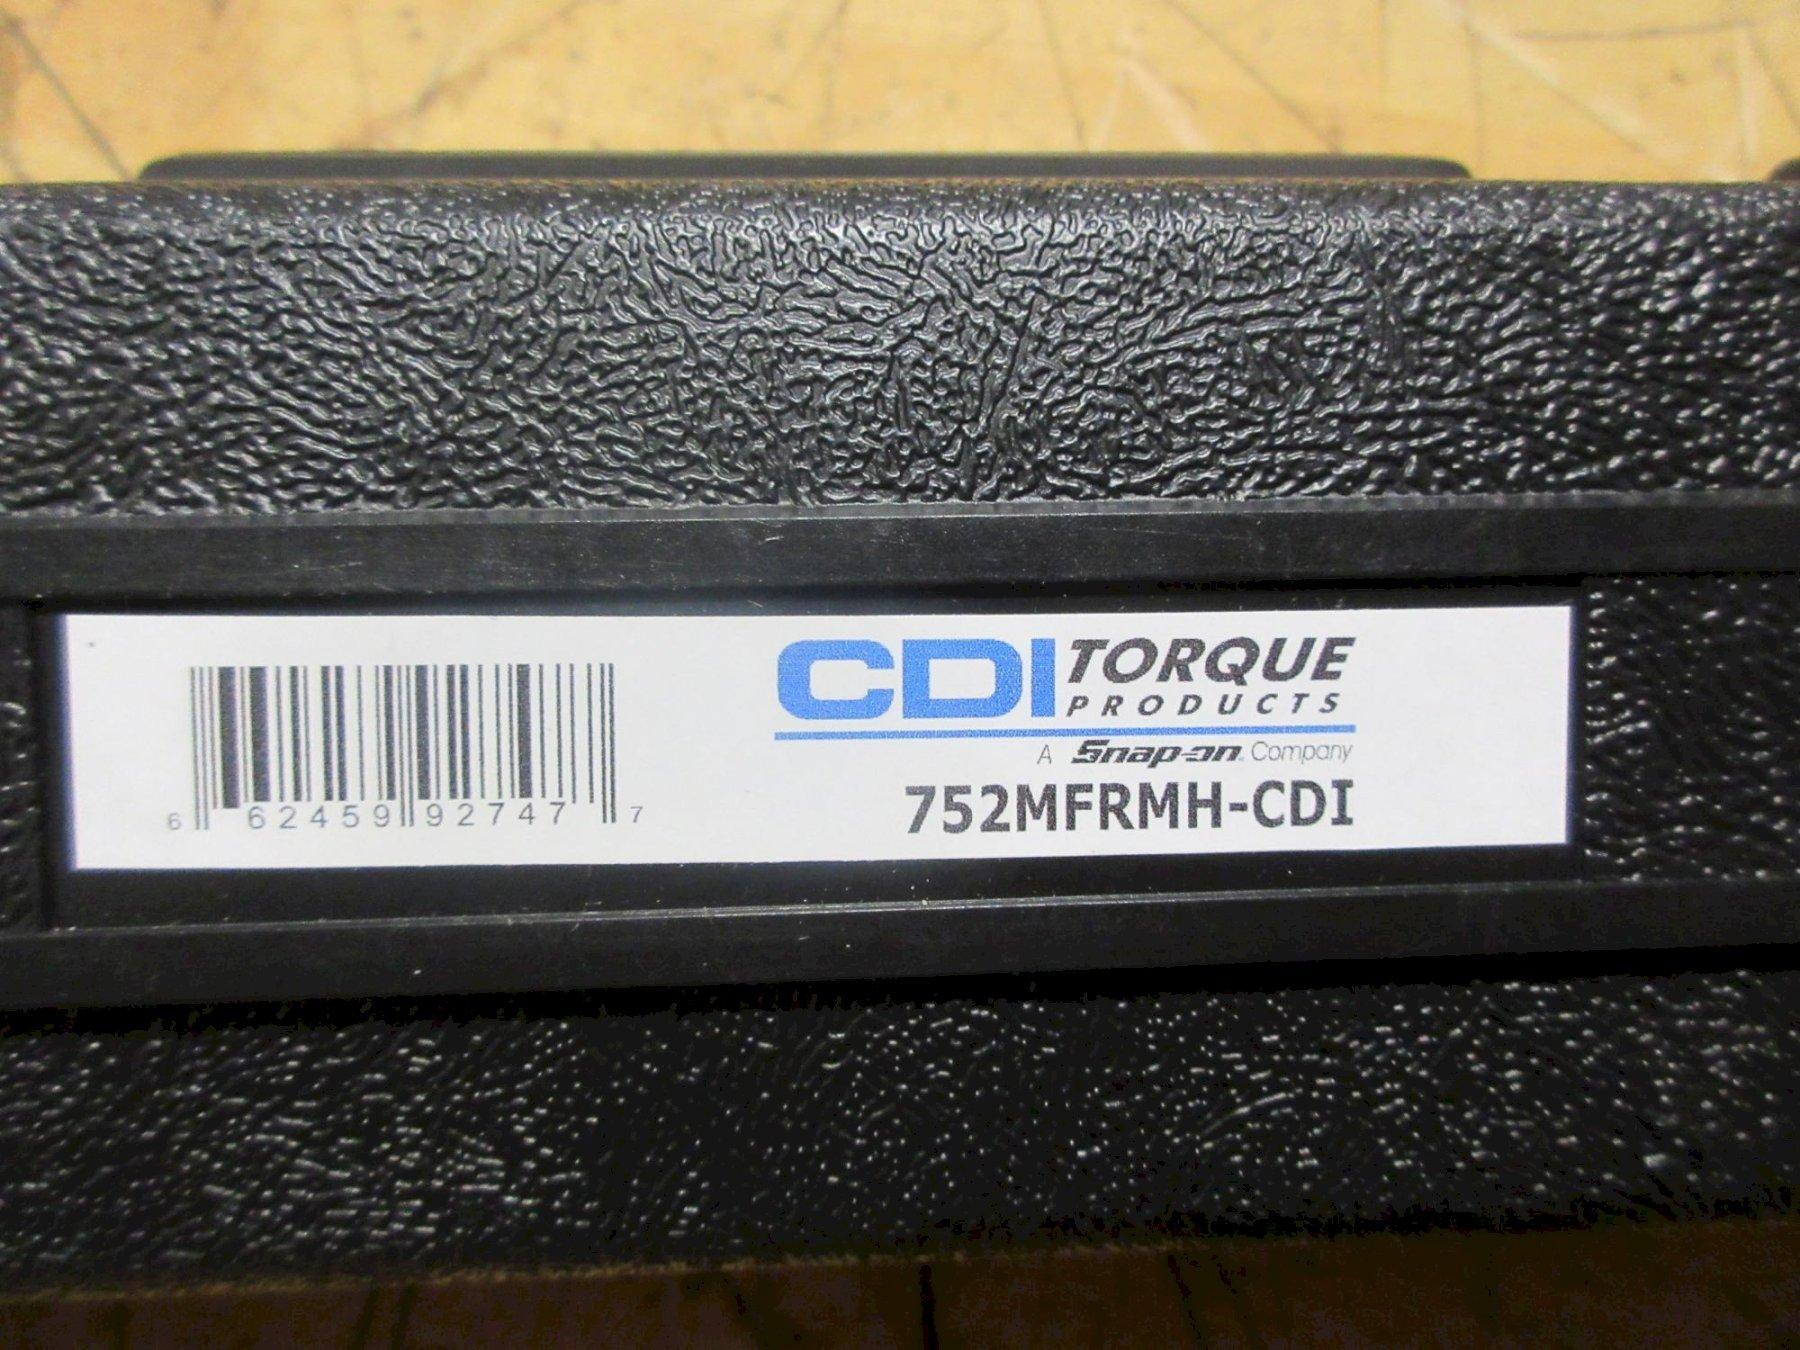 CDI TORQUE
PRODUCTS
A Snap-on Company
752MFRMH-CDI
6 62459 92747 7